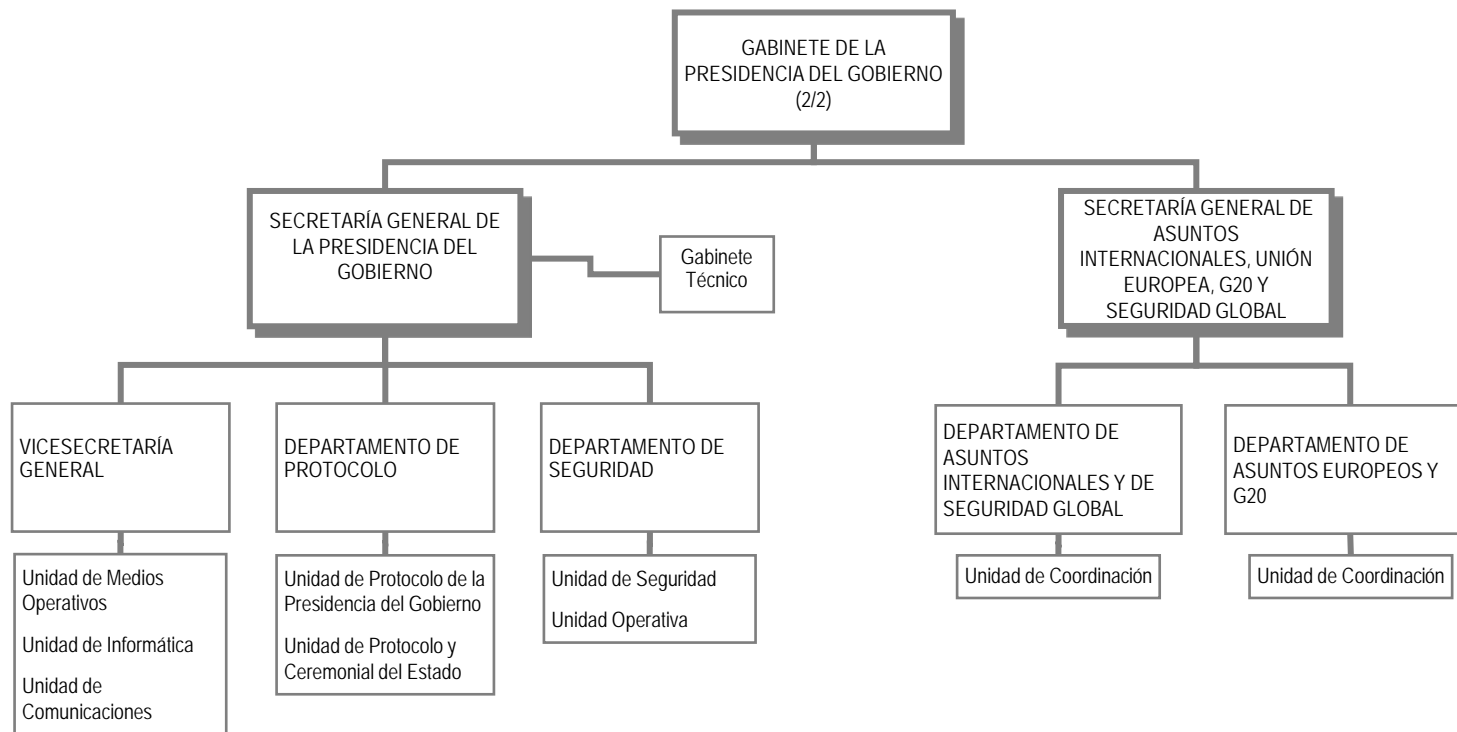 GABINETE DE LA
PRESIDENCIA DEL GOBIERNO
(2/2)
SECRETARÍA GENERAL DE
LA PRESIDENCIA DEL
GOBIERNO
Gabinete
Técnico
SECRETARÍA GENERAL DE
ASUNTOS
INTERNACIONALES, UNIÓN
EUROPEA, G20 Y
SEGURIDAD GLOBAL
VICESECRETARÍA
GENERAL
DEPARTAMENTO DE
PROTOCOLO
DEPARTAMENTO DE
SEGURIDAD
DEPARTAMENTO DE
ASUNTOS
INTERNACIONALES Y DE
SEGURIDAD GLOBAL
DEPARTAMENTO DE
ASUNTOS EUROPEOS Y
G20
Unidad de Medios
Operativos
Unidad de Informática
Unidad de
Comunicaciones
Unidad de Protocolo de la
Presidencia del Gobierno
Unidad de Protocolo y
Ceremonial del Estado
Unidad de Seguridad
Unidad Operativa
Unidad de Coordinación
Unidad de Coordinación